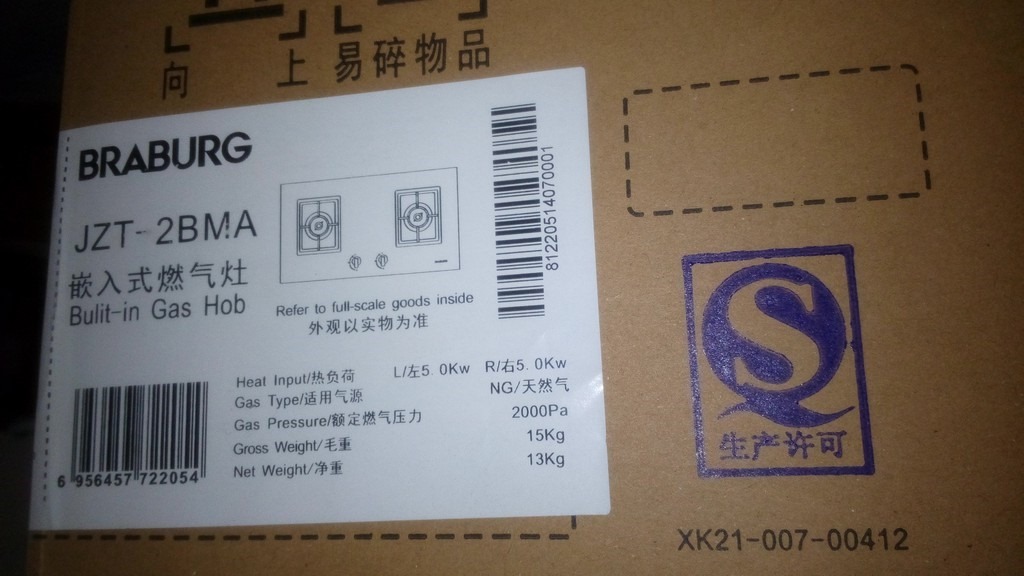 向 上 易碎物品
BRABURG
JZT-2BMA
嵌入式燃气灶
Bulit-in Gas Hob
Refer to full-scale goods inside
外观以实物为准
812205140​70001
Heat Input/热负荷 L/左5.0Kw R/右5.0Kw
Gas Type/适用气源 NG/天然气
Gas Pressure/额定燃气压力 2000Pa
Gross Weight/毛重 15Kg
Net Weight/净重 13Kg
6 956457 722054
生产许可
XK21-007-00412